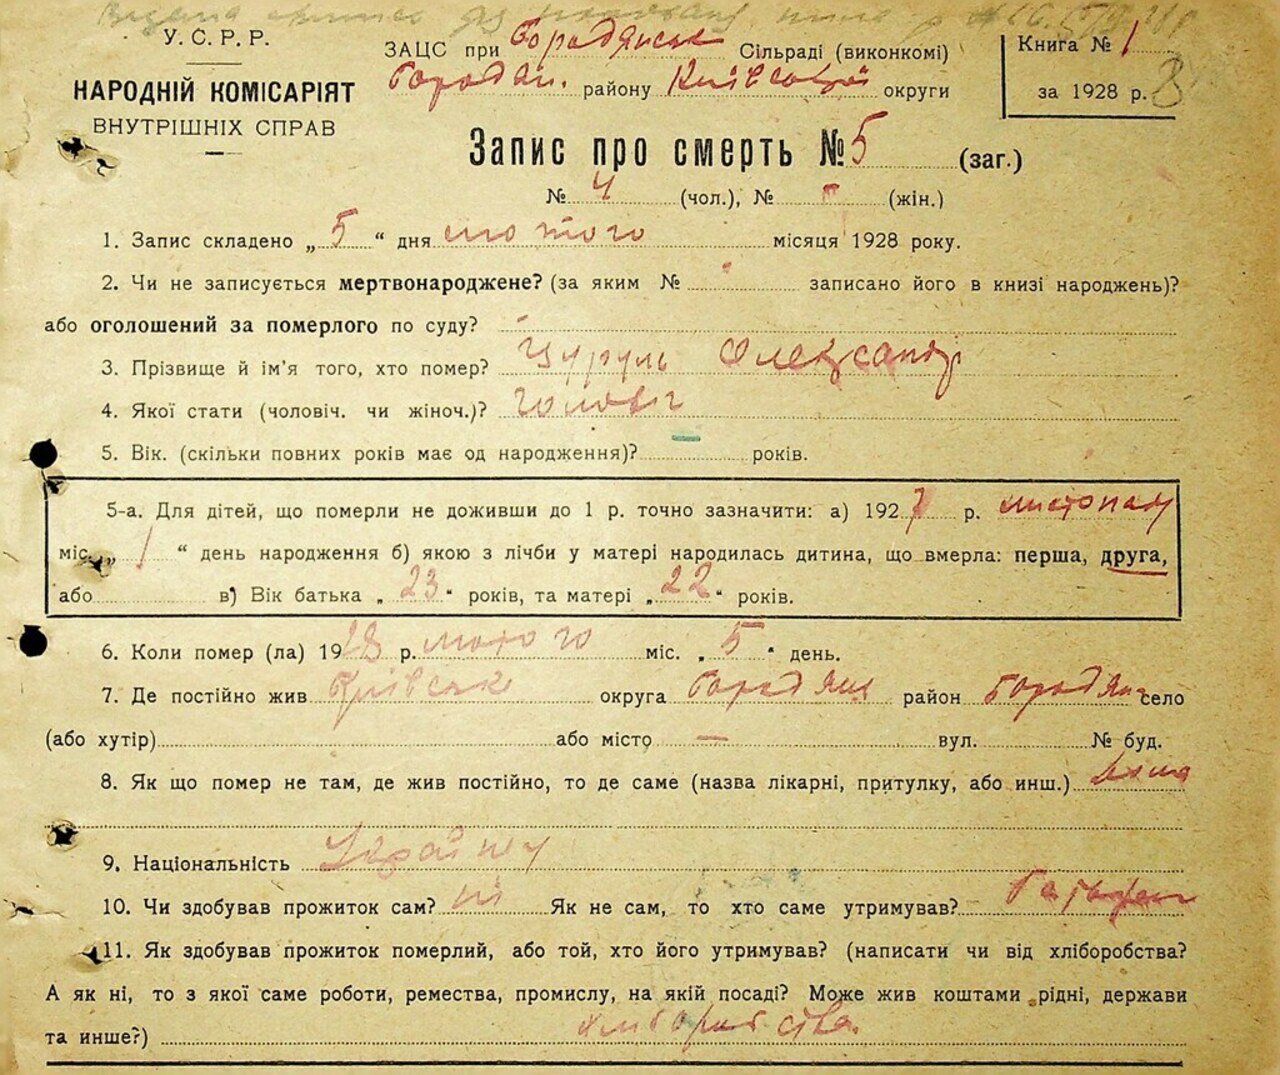 У. С. Р. Р.
НАРОДНІЙ КОМІСАРІЯТ
ВНУТРІШНІХ СПРАВ
ЗАЦС при Бородянськ Сільраді (виконкомі)
Бородян. району Київської округи
Книга № 1
за 1928 р.
Запис про смерть № 5 (заг.)
№ 4 (чол.), № - (жін.)
1. Запис складено „ 5 “ дня лютого місяця 1928 року.
2. Чи не записується мертвонароджене? (за яким № - записано його в книзі народжень)?
або оголошений за померлого по суду? -
3. Прізвище й ім'я того, хто помер? Олександр
4. Якої стати (чоловіч. чи жіноч.)?
5. Вік. (скільки повних років має од народження)? років.
5-а. Для дітей, що померли не доживши до 1 р. точно зазначити: а) 1927 р. листопад
міс. „ 1 “ день народження б) якою з лічби у матері народилась дитина, що вмерла: перша, друга,
або в) Вік батька „ 23 “ років, та матері „ 22 “ років.
6. Коли помер (ла) 1928 р. лютого міс. „ 5 “ день.
7. Де постійно жив Київське округа Бородян район Бородян село
(або хутір) або місто — вул. № буд.
8. Як що помер не там, де жив постійно, то де саме (назва лікарні, притулку, або инш.) дома
9. Національність Україн
10. Чи здобував прожиток сам? ні Як не сам, то хто саме утримував?
11. Як здобував прожиток померлий, або той, хто його утримував? (написати чи від хліборобства?
А як ні, то з якої саме роботи, ремества, промислу, на якій посаді? Може жив коштами рідні, держави
та инше?) хліборобства